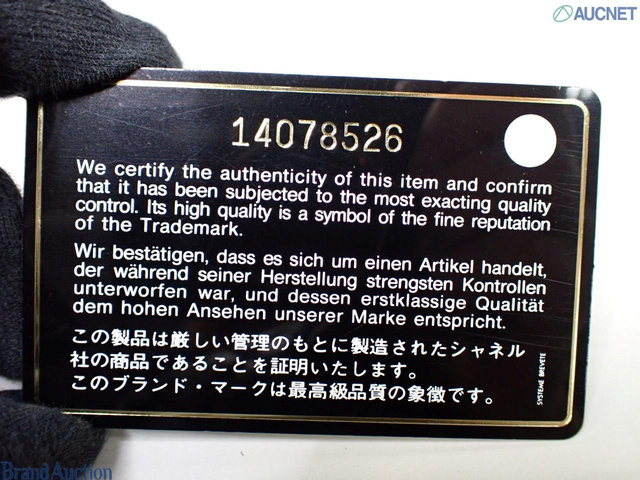 AUCNET
14078526
We certify the authenticity of this item and confirm
that it has been subjected to the most exacting quality
control. Its high quality is a symbol of the fine reputation
of the Trademark.
Wir bestätigen, dass es sich um einen Artikel handelt,
der während seiner Herstellung strengsten Kontrollen
unterworfen war, und dessen erstklassige Qualität
dem hohen Ansehen unserer Marke entspricht.
この製品は厳しい管理のもとに製造されたシャネル
社の商品であることを証明いたします。
このブランド・マークは最高級品質の象徴です。
SYSTEME BREVETE
Brand Auction